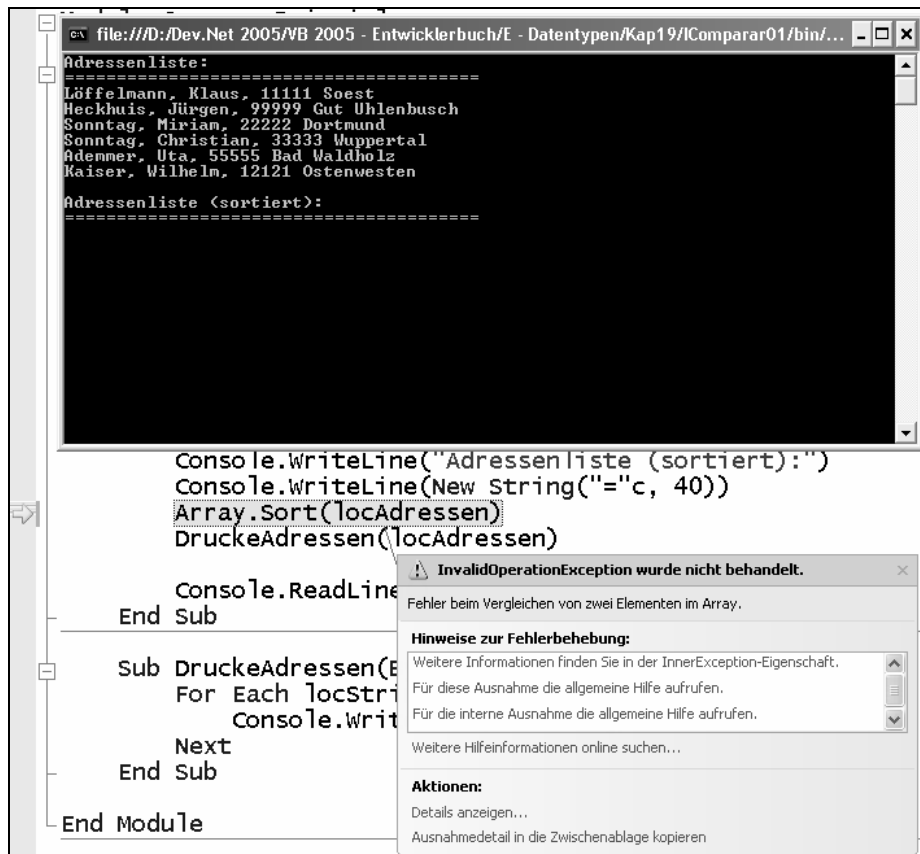 file:///D:/Dev.Net 2005/VB 2005 - Entwicklerbuch/E - Datentypen/Kap19/IComparar01/bin/...
Adressenliste:
========================================
Löffelmann, Klaus, 11111 Soest
Heckhuis, Jürgen, 99999 Gut Uhlenbusch
Sonntag, Miriam, 22222 Dortmund
Sonntag, Christian, 33333 Wuppertal
Ademmer, Uta, 55555 Bad Waldholz
Kaiser, Wilhelm, 12121 Ostenwesten
Adressenliste (sortiert):
========================================
Console.WriteLine("Adressenliste (sortiert):")
Console.WriteLine(New String("="c, 40))
Array.Sort(locAdressen)
DruckeAdressen(locAdressen)
Console.ReadLine
End Sub
Sub DruckeAdressen(
For Each locStri
Console.Writ
Next
End Sub
End Module
InvalidOperationException wurde nicht behandelt.
Fehler beim Vergleichen von zwei Elementen im Array.
Hinweise zur Fehlerbehebung:
Weitere Informationen finden Sie in der InnerException-Eigenschaft.
Für diese Ausnahme die allgemeine Hilfe aufrufen.
Für die interne Ausnahme die allgemeine Hilfe aufrufen.
Weitere Hilfeinformationen online suchen...
Aktionen:
Details anzeigen...
Ausnahmedetail in die Zwischenablage kopieren